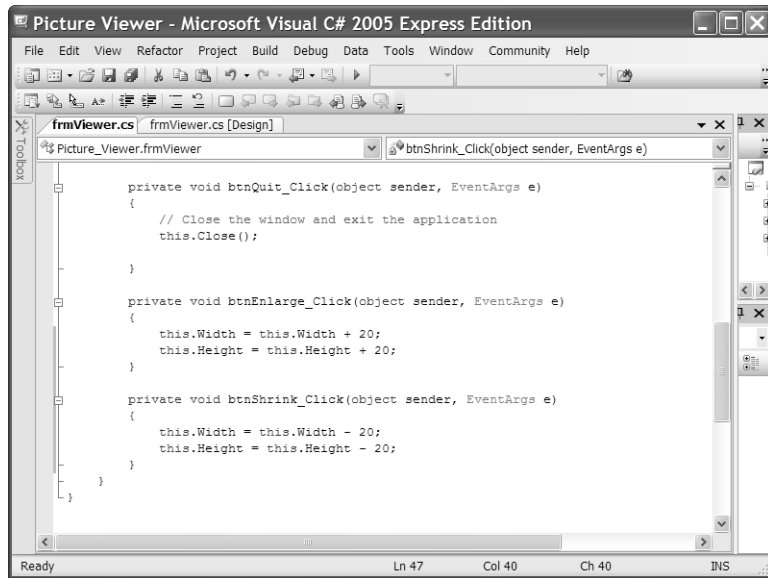 Picture Viewer - Microsoft Visual C# 2005 Express Edition
File Edit View Refactor Project Build Debug Data Tools Window Community Help
frmViewer.cs frmViewer.cs [Design]
Toolbox
Picture_Viewer.frmViewer btnShrink_Click(object sender, EventArgs e)
private void btnQuit_Click(object sender, EventArgs e)
{
// Close the window and exit the application
this.Close();
}
private void btnEnlarge_Click(object sender, EventArgs e)
{
this.Width = this.Width + 20;
this.Height = this.Height + 20;
}
private void btnShrink_Click(object sender, EventArgs e)
{
this.Width = this.Width - 20;
this.Height = this.Height - 20;
}
}
}
Ready Ln 47 Col 40 Ch 40 INS